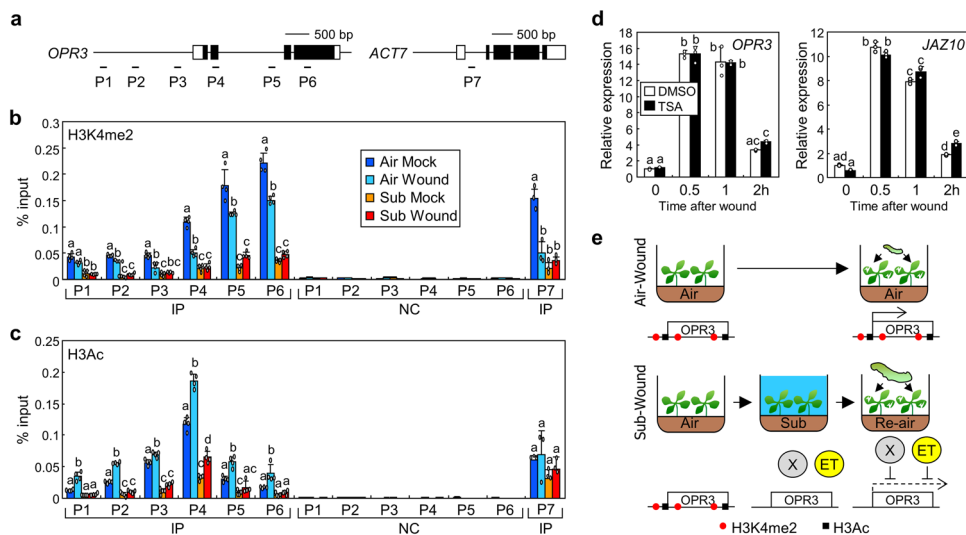 a
500 bp
500 bp
OPR3
ACT7
P1 P2 P3 P4 P5 P6
P7
b
0.3%
H3K4me2
0.25
0.2
0.15
0.1
0.05
0
% input
Air Mock
Air Wound
Sub Mock
Sub Wound
a a b b
a b c c
a b c bc
a b c c
a b c c
a b c c
a b b b
P1 P2 P3 P4 P5 P6 P1 P2 P3 P4 P5 P6 P7
IP NC IP
c
0.25%
H3Ac
0.2
0.15
0.1
0.05
0
% input
a b a a
a b c c
a b c c
a b c d
a b c ac
a b a a
a a a a
P1 P2 P3 P4 P5 P6 P1 P2 P3 P4 P5 P6 P7
IP NC IP
d
OPR3
18
16
12
8
4
0
Relative expression
DMSO
TSA
a a b b b b ac c
0 0.5 1 2h
Time after wound
JAZ10
12
10
8
6
4
2
0
Relative expression
ad a b b c c d e
0 0.5 1 2h
Time after wound
e
Air-Wound
Air
Air
OPR3
OPR3
Sub-Wound
Air
Sub
Re-air
X ET
X ET
OPR3
OPR3
OPR3
H3K4me2 H3Ac